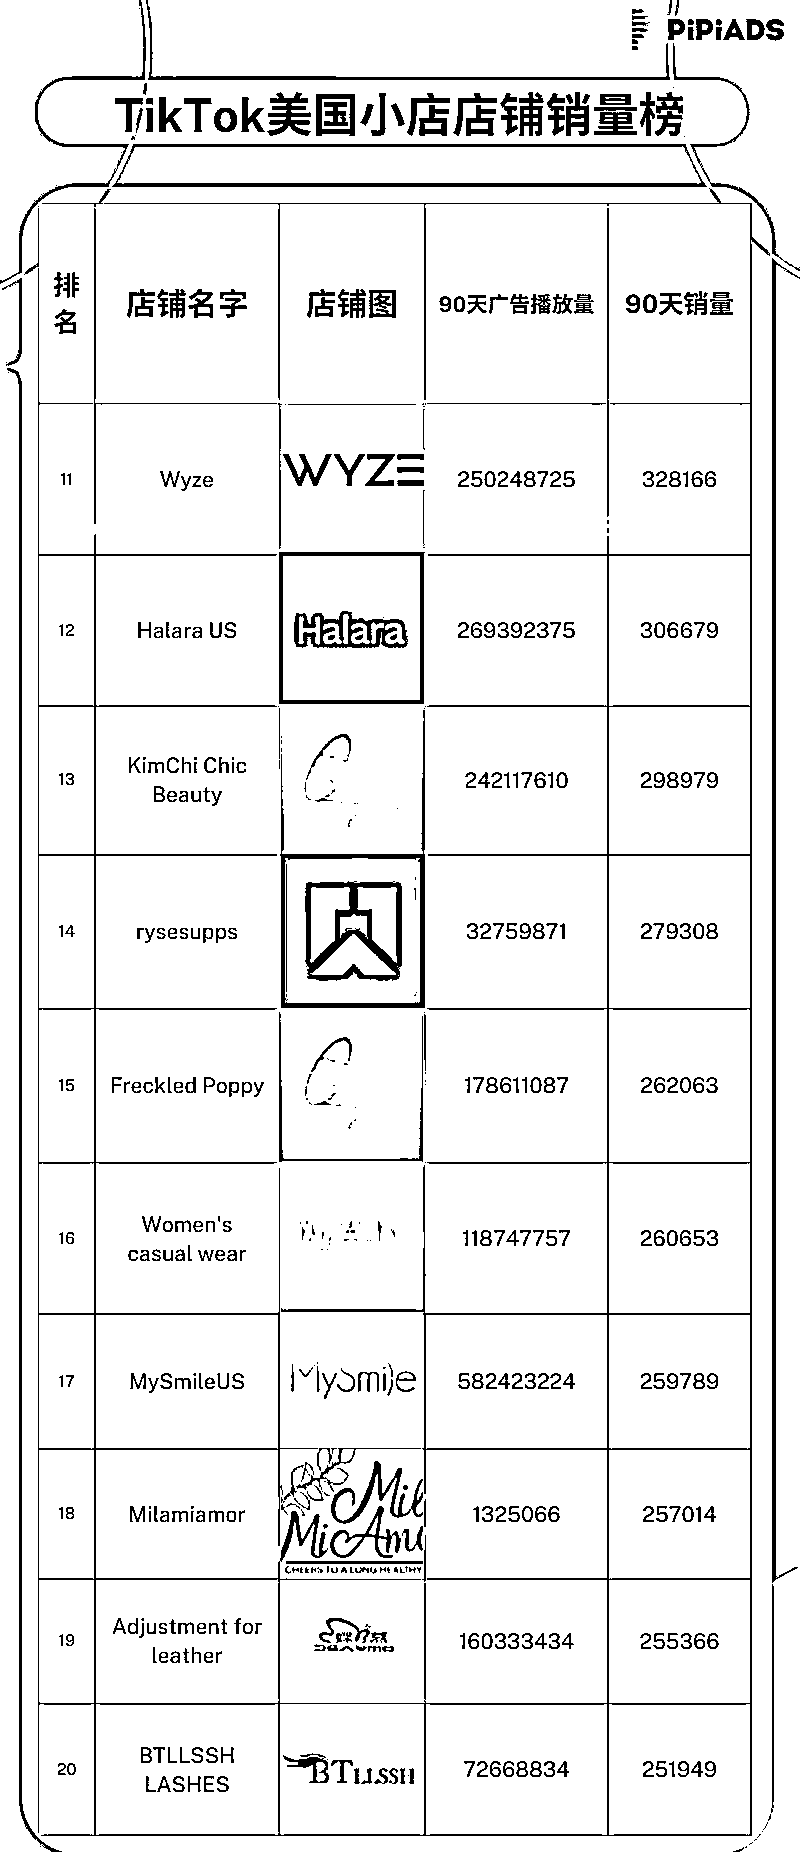 PiPiADS
TikTok美国小店店铺销量榜
排
名
店铺名字
店铺图
90天广告播放量
90天销量
11
Wyze
WYZE
250248725
328166
12
Halara US
Halara
269392375
306679
13
KimChi Chic
Beauty
242117610
298979
14
rysesupps
32759871
279308
15
Freckled Poppy
178611087
262063
16
Women's
casual wear
118747757
260653
17
MySmileUS
MySmile
582423224
259789
18
Milamiamor
Mil
MiAm
CHEERS TO A LONG HEALTHY
1325066
257014
19
Adjustment for
leather
160333434
255366
20
BTLLSSH
LASHES
BTLLSSH
72668834
251949